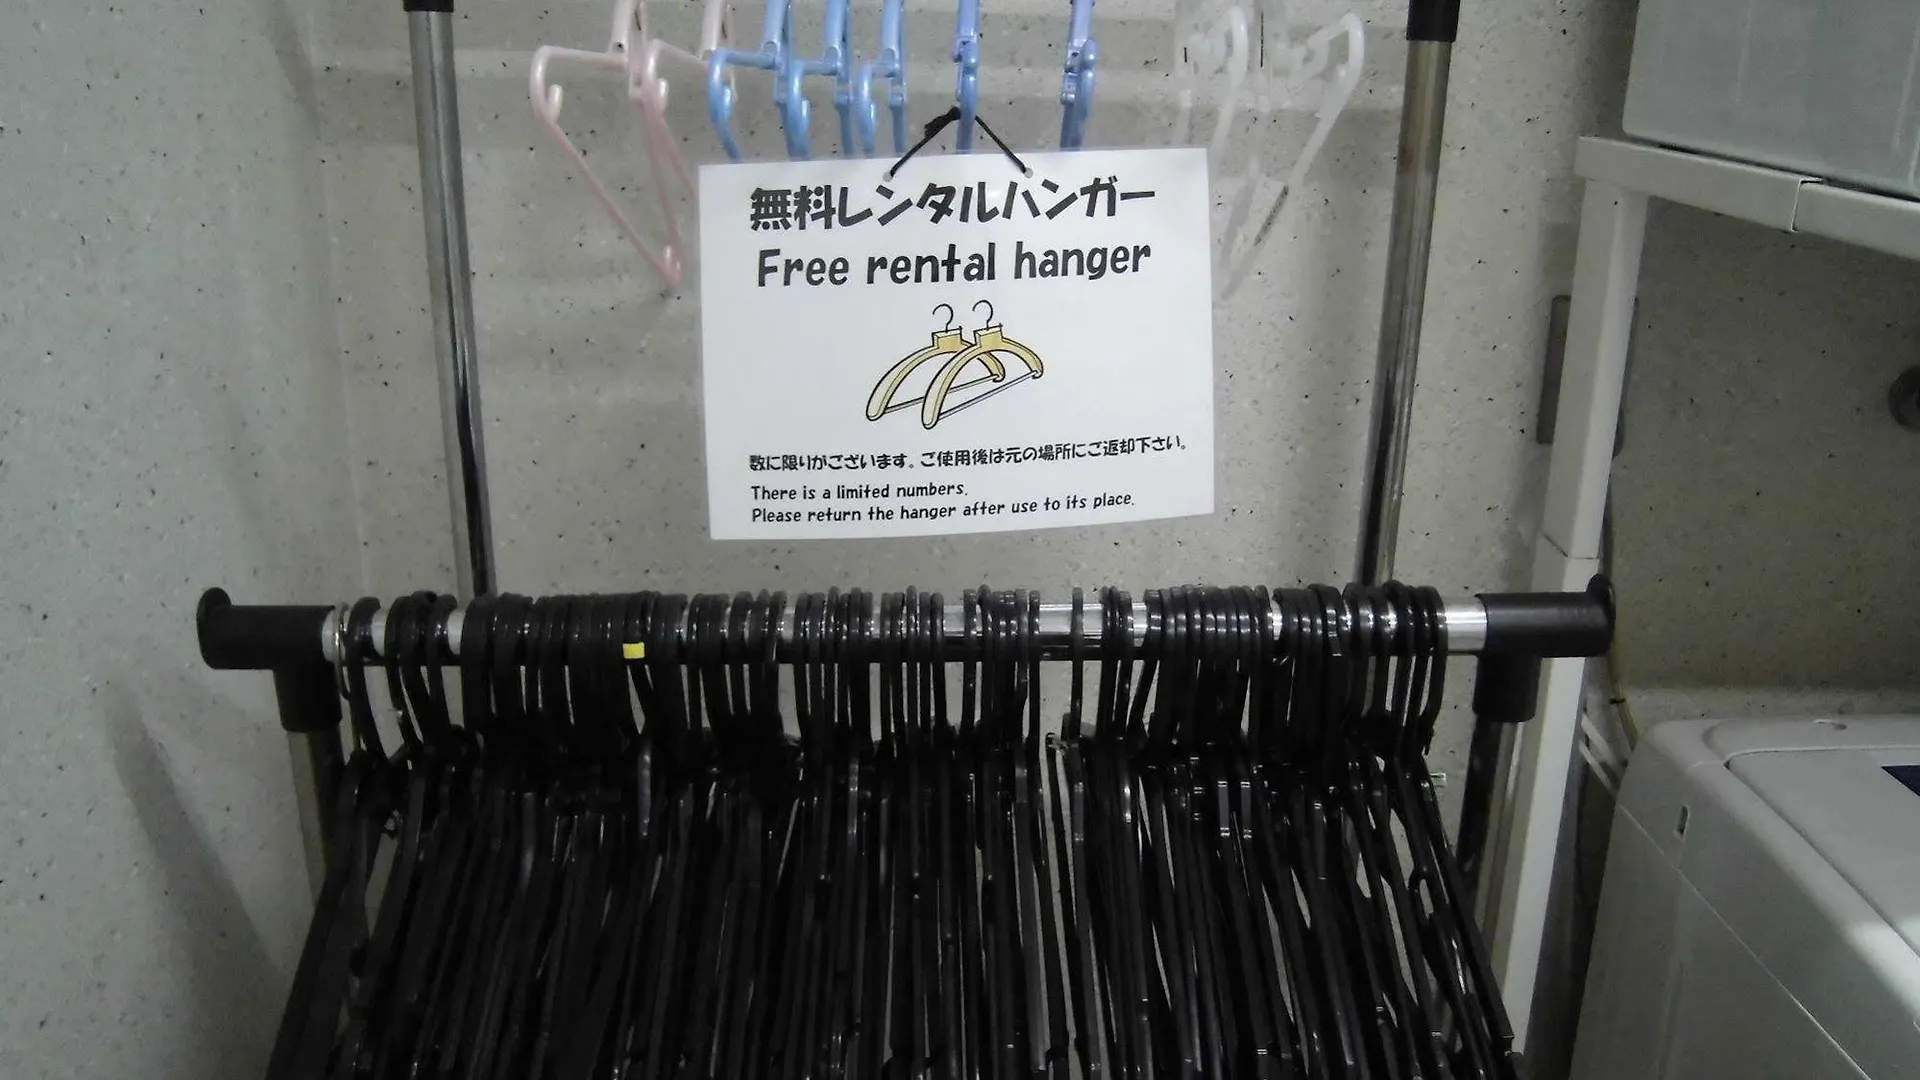 無料レンタルハンガー
Free rental hanger
数に限りがございます。ご使用後は元の場所にご返却下さい。
There is a limited numbers.
Please return the hanger after use to its place.